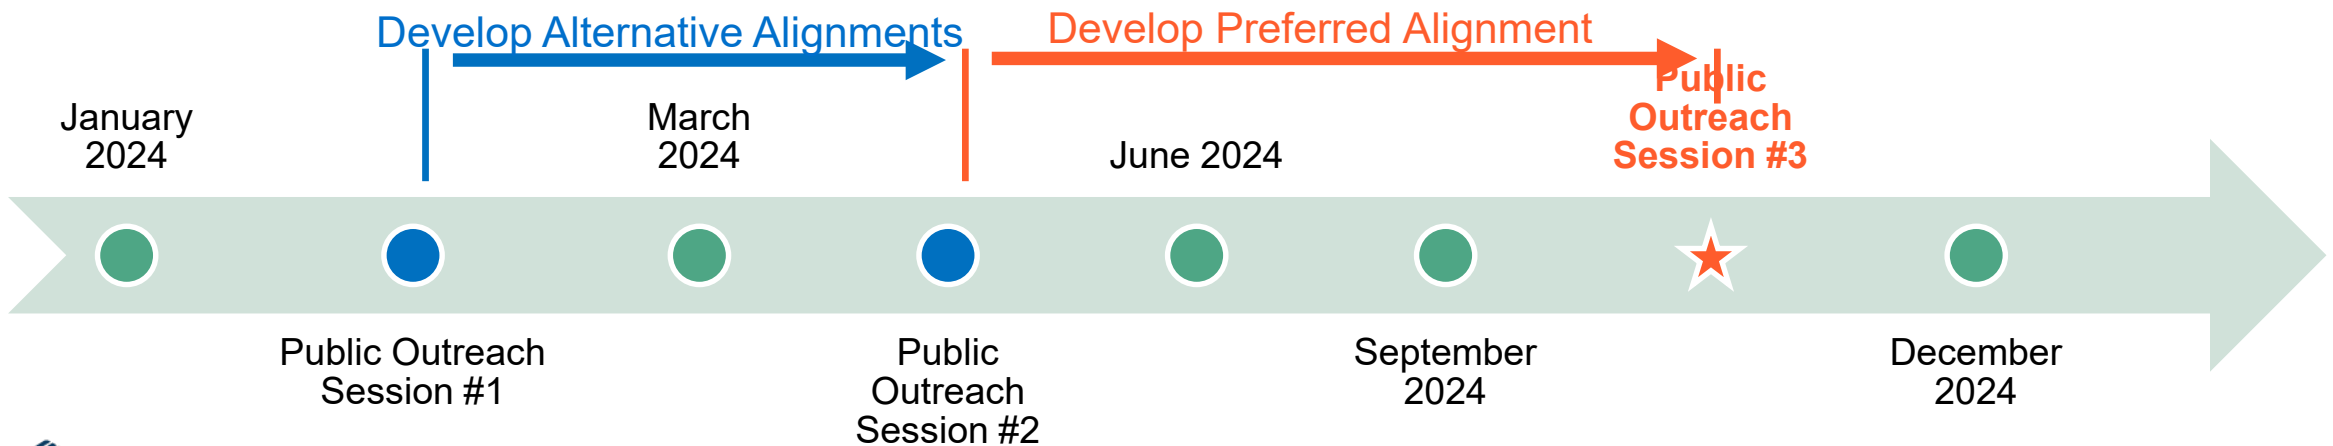 Develop Alternative Alignments
Develop Preferred Alignment
January
2024
March
2024
June 2024
Public
Outreach
Session #3
Public Outreach
Session #1
Public
Outreach
Session #2
September
2024
December
2024